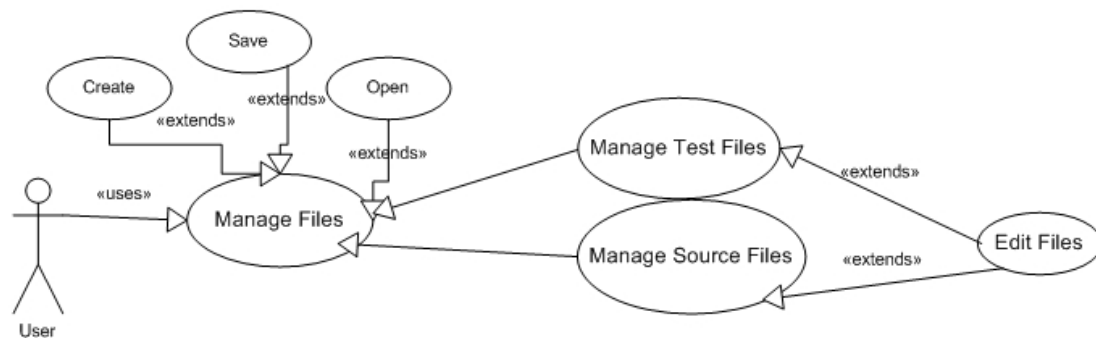 Save
Create
Open
«extends»
«extends»
«extends»
Manage Test Files
«extends»
«uses»
Manage Files
Edit Files
Manage Source Files
«extends»
User